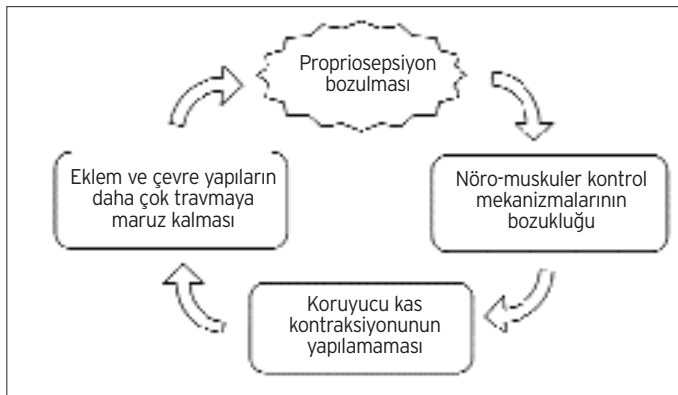 Propriosepsiyon
bozulması
Nöro-muskuler kontrol
mekanizmalarının
bozukluğu
Koruyucu kas
kontraksiyonunun
yapılamaması
Eklem ve çevre yapıların
daha çok travmaya
maruz kalması